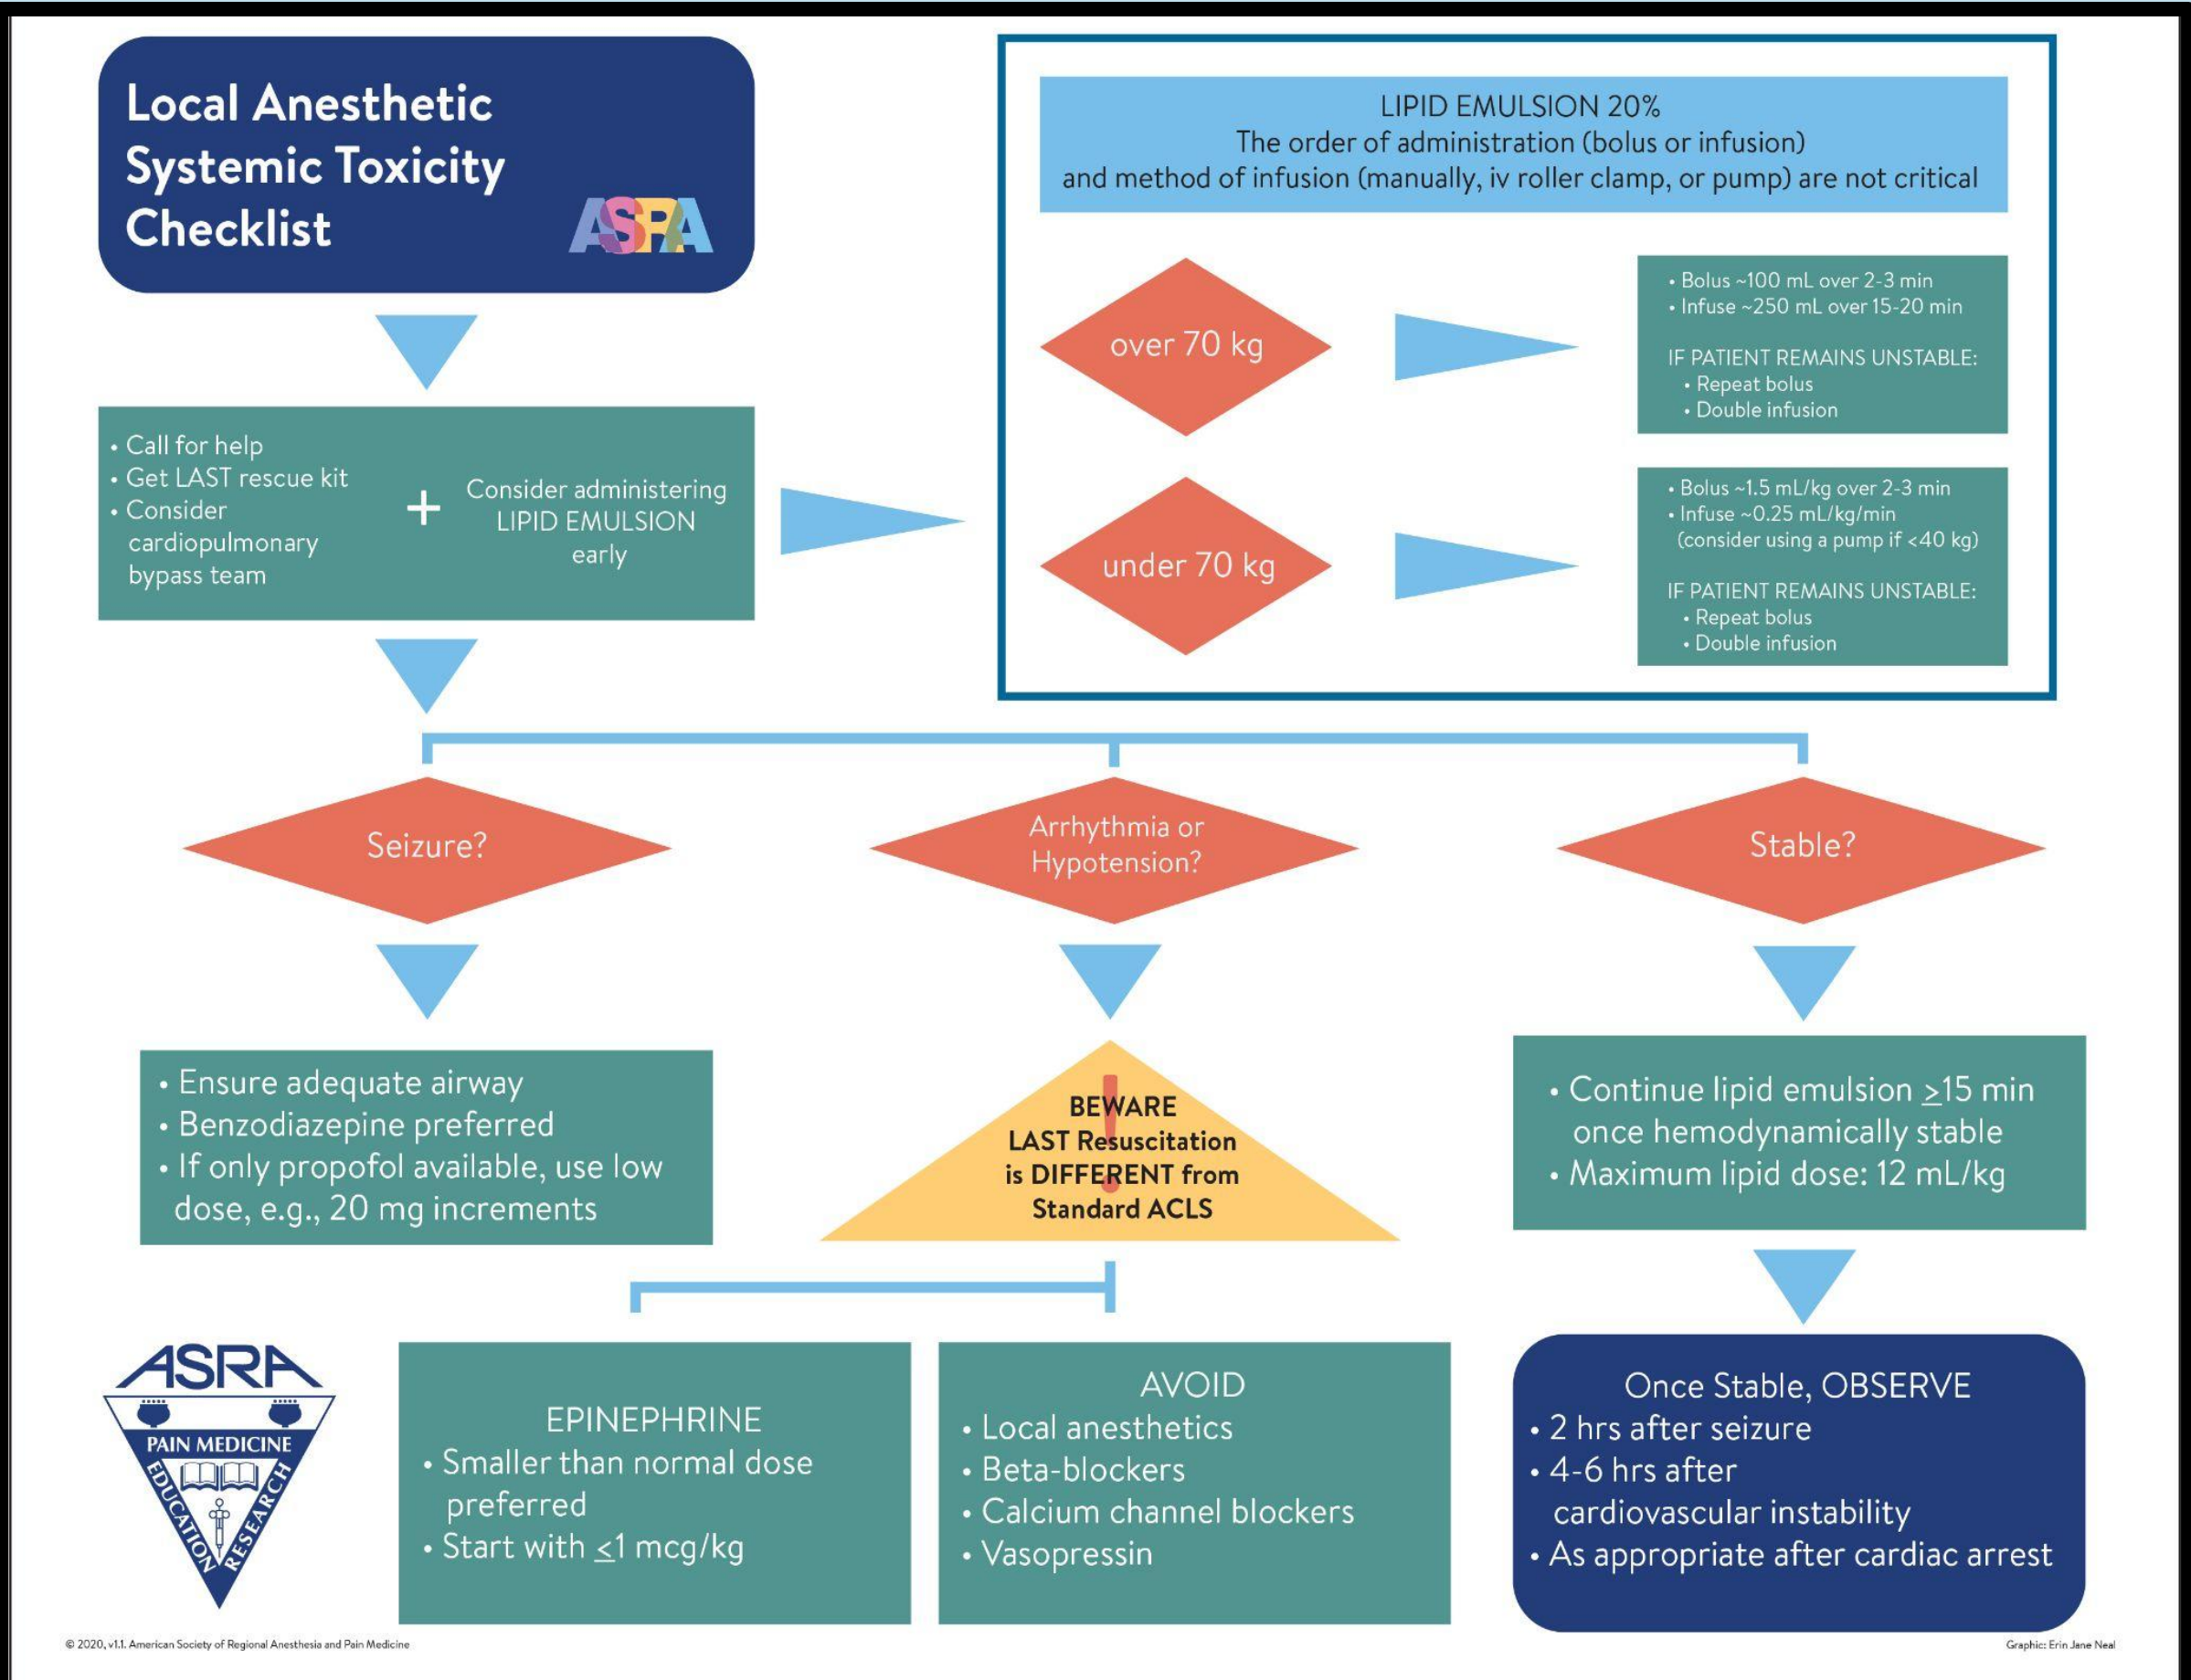 Local Anesthetic
Systemic Toxicity
Checklist
ASRA
LIPID EMULSION 20%
The order of administration (bolus or infusion)
and method of infusion (manually, iv roller clamp, or pump) are not critical
over 70 kg
• Bolus ~100 mL over 2-3 min
• Infuse ~250 mL over 15-20 min
IF PATIENT REMAINS UNSTABLE:
• Repeat bolus
• Double infusion
• Call for help
• Get LAST rescue kit
• Consider
cardiopulmonary
bypass team
+
Consider administering
LIPID EMULSION
early
under 70 kg
• Bolus ~1.5 mL/kg over 2-3 min
• Infuse ~0.25 mL/kg/min
(consider using a pump if <40 kg)
IF PATIENT REMAINS UNSTABLE:
• Repeat bolus
• Double infusion
Seizure?
Arrhythmia or
Hypotension?
Stable?
• Ensure adequate airway
• Benzodiazepine preferred
• If only propofol available, use low
dose, e.g., 20 mg increments
!
BEWARE
LAST Resuscitation
is DIFFERENT from
Standard ACLS
• Continue lipid emulsion ≥15 min
once hemodynamically stable
• Maximum lipid dose: 12 mL/kg
ASRA
PAIN MEDICINE
EDUCATION
RESEARCH
EPINEPHRINE
• Smaller than normal dose
preferred
• Start with ≤1 mcg/kg
AVOID
• Local anesthetics
• Beta-blockers
• Calcium channel blockers
• Vasopressin
Once Stable, OBSERVE
• 2 hrs after seizure
• 4-6 hrs after
cardiovascular instability
• As appropriate after cardiac arrest
© 2020, v1.1. American Society of Regional Anesthesia and Pain Medicine
Graphic: Erin Jane Neal